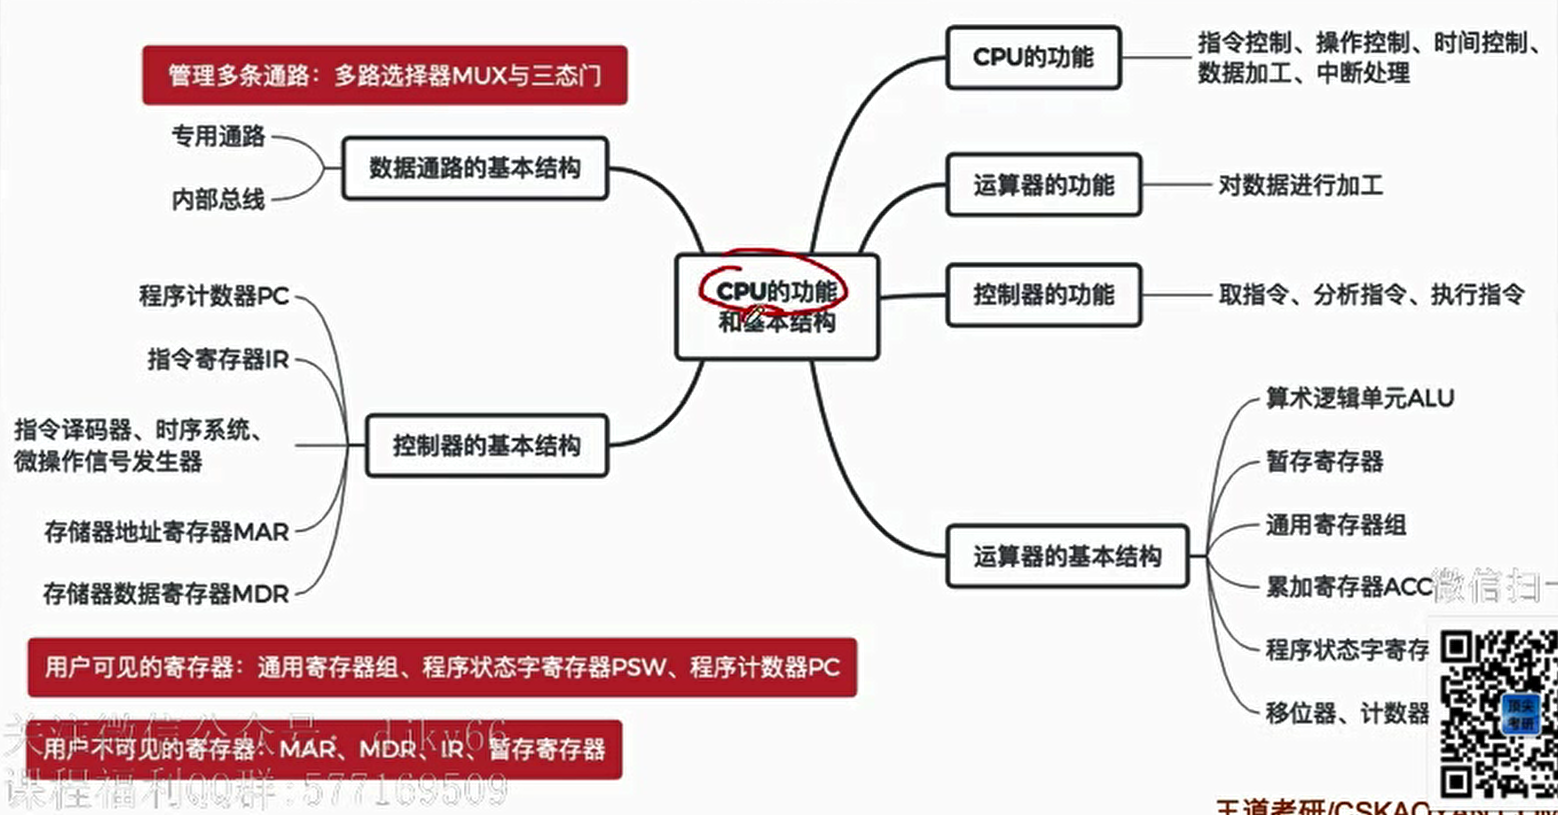 管理多条通路：多路选择器MUX与三态门
专用通路
内部总线
数据通路的基本结构
程序计数器PC
指令寄存器IR
指令译码器、时序系统、
微操作信号发生器
存储器地址寄存器MAR
存储器数据寄存器MDR
控制器的基本结构
CPU的功能
和基本结构
CPU的功能
指令控制、操作控制、时间控制、
数据加工、中断处理
运算器的功能
对数据进行加工
控制器的功能
取指令、分析指令、执行指令
运算器的基本结构
算术逻辑单元ALU
暂存寄存器
通用寄存器组
累加寄存器ACC
程序状态字寄存
移位器、计数器
用户可见的寄存器：通用寄存器组、程序状态字寄存器PSW、程序计数器PC
用户不可见的寄存器：MAR、MDR、IR、暂存寄存器
关注微信公众号：djky66
课程福利QQ群:577169509
微信扫一
顶尖
考研
王道考研/CSKAOYAN.COM